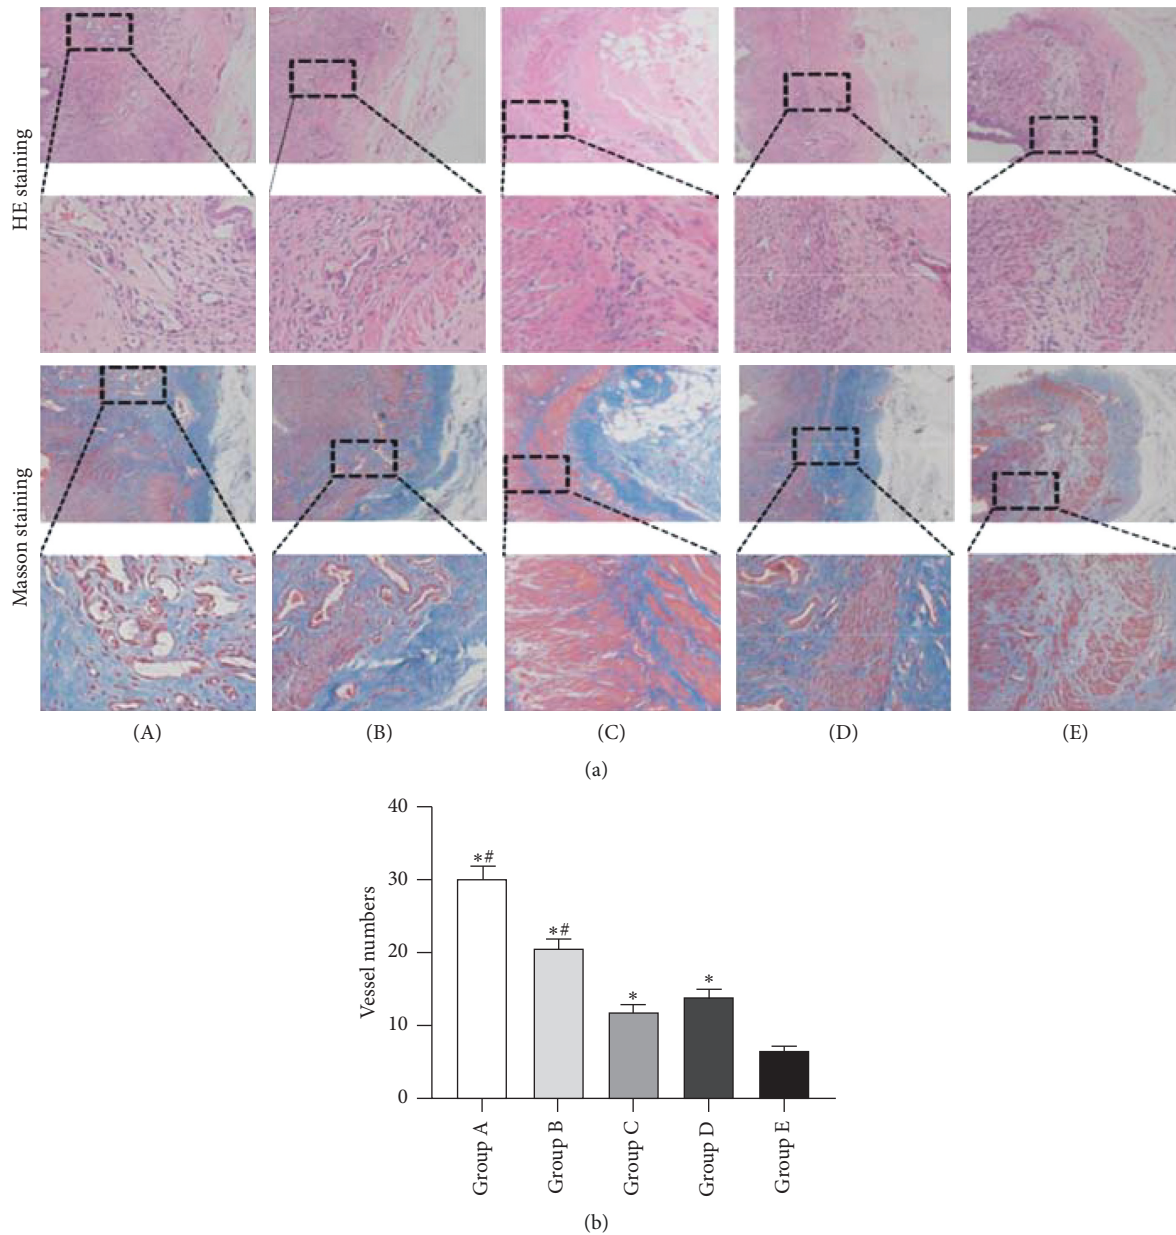 HE staining
Masson staining
(A) (B) (C) (D) (E)
(a)
40
30
20
10
0
Vessel numbers
*#
*#
*
*
Group A
Group B
Group C
Group D
Group E
(b)